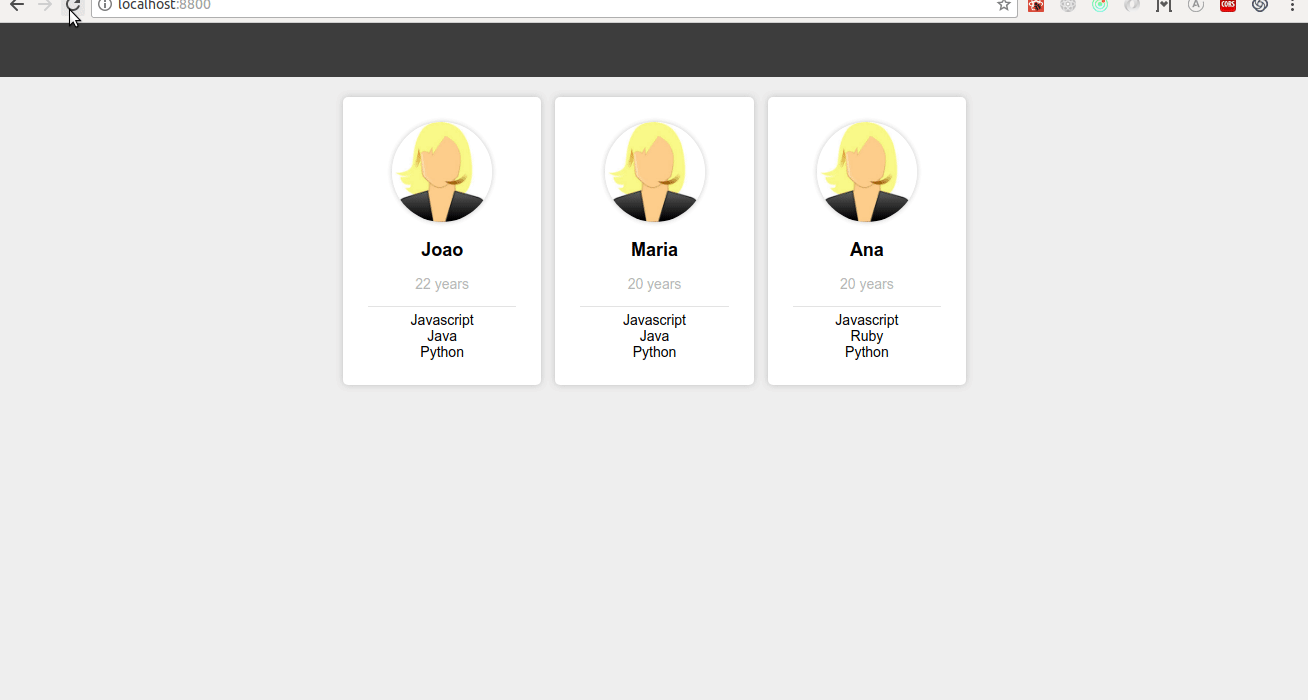 localhost:8800
CORS
A
Joao
22 years
Javascript
Java
Python
Maria
20 years
Javascript
Java
Python
Ana
20 years
Javascript
Ruby
Python